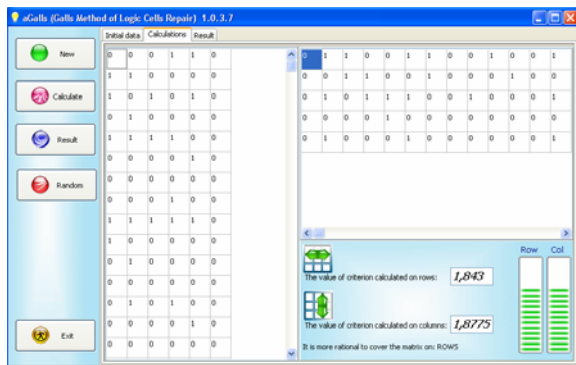 aGalls (Galls Method of Logic Cells Repair) 1.0.3.7
Initial data Calculations Result
New
Calculate
Result
Random
Exit
0 0 0 1 1 0
1 1 0 0 0 0
1 0 1 0 1 0
0 1 0 0 0 0
1 1 1 1 0 0
0 0 0 0 1 0
0 0 0 1 0 0
1 1 1 1 1 0
1 0 0 0 0 0
0 1 0 0 0 0
0 0 0 0 0 0
0 1 0 1 0 0
0 0 0 0 1 0
0 0 0 0 0 0
0 1 1 0 0 1 0 0 1 0 0 1
0 0 1 1 0 1 0 0 0 1 0 0
0 1 0 1 1 1 0 0 1 0 0 1
0 0 0 0 1 0 0 0 0 0 0 0
0 1 0 0 0 1 0 0 0 0 0 1
Row Col
The value of criterion calculated on rows: 1,843
The value of criterion calculated on columns: 1,8775
It is more rational to cover the matrix on: ROWS